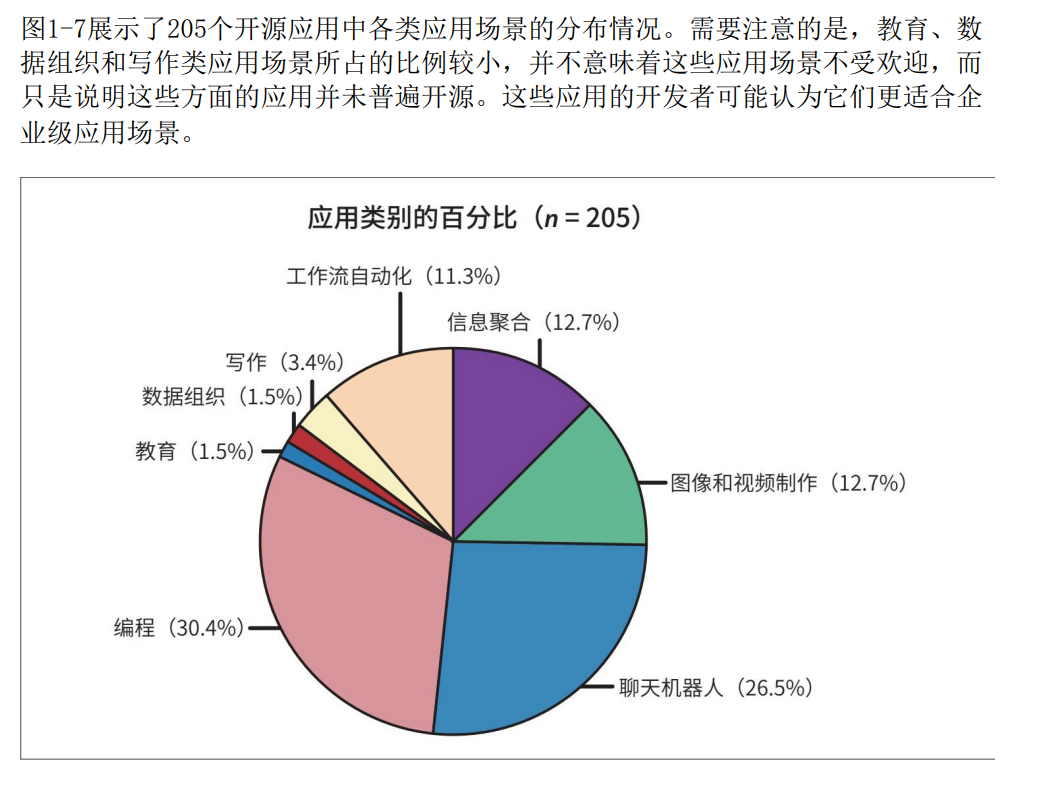 图1-7展示了205个开源应用中各类应用场景的分布情况。需要注意的是，教育、数
据组织和写作类应用场景所占的比例较小，并不意味着这些应用场景不受欢迎，而
只是说明这些方面的应用并未普遍开源。这些应用的开发者可能认为它们更适合企
业级应用场景。
应用类别的百分比（n = 205）
工作流自动化（11.3%）
信息聚合（12.7%）
写作（3.4%）
数据组织（1.5%）
教育（1.5%）
图像和视频制作（12.7%）
编程（30.4%）
聊天机器人（26.5%）